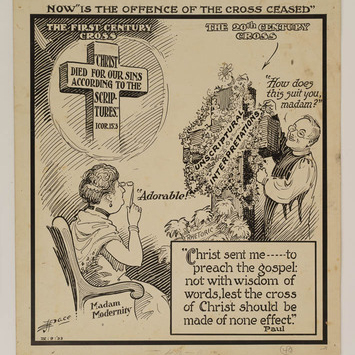 NOW "IS THE OFFENCE OF THE CROSS CEASED"
THE FIRST CENTURY
CROSS
THE 20th CENTURY
CROSS
"CHRIST
DIED FOR OUR SINS
ACCORDING TO THE
SCRIP-
TURES."
I COR.15:3
"How does
this suit you,
madam?"
UNSCRIPTURAL
INTERPRETATIONS
"Adorable!"
RHETORIC
Madam
Modernity
"Christ sent me-----to
preach the gospel:
not with wisdom of
words, lest the cross
of Christ should be
made of none effect."
Paul